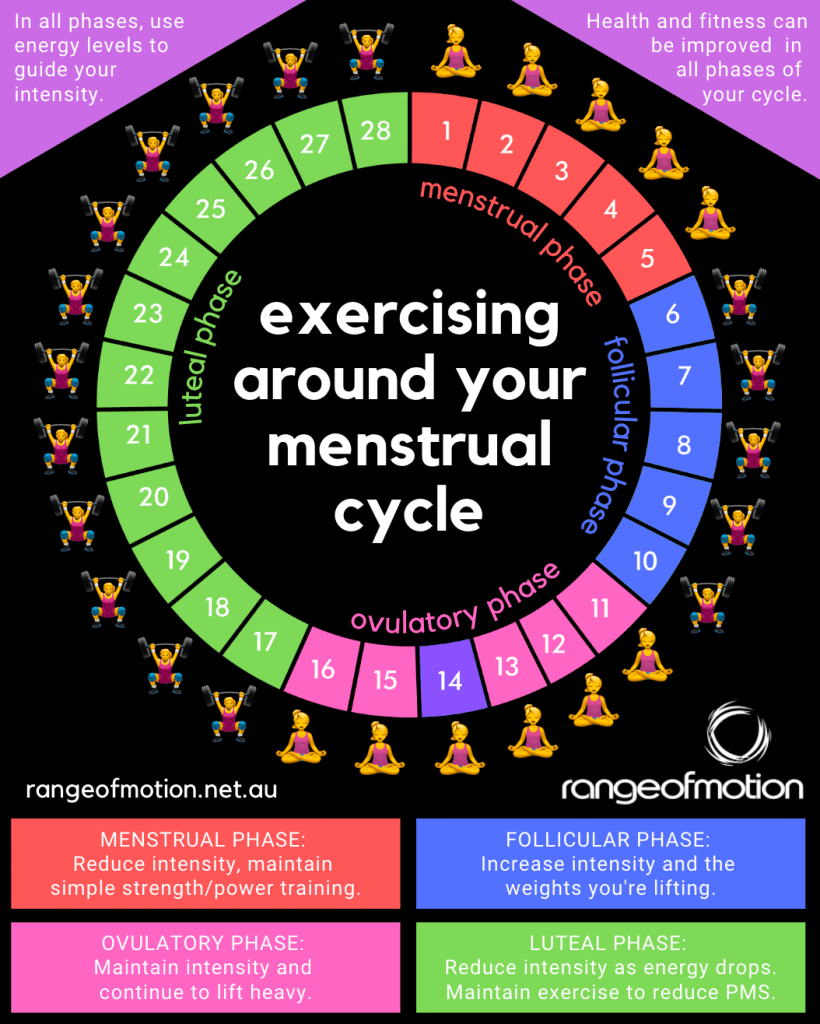 In all phases, use
energy levels to
guide your
intensity.
Health and fitness can
be improved in
all phases of
your cycle.
1
2
3
4
5
6
7
8
9
10
11
12
13
14
15
16
17
18
19
20
21
22
23
24
25
26
27
28
menstrual phase
follicular phase
ovulatory phase
luteal phase
exercising
around your
menstrual
cycle
rangeofmotion.net.au
rangeofmotion
MENSTRUAL PHASE:
Reduce intensity, maintain
simple strength/power training.
FOLLICULAR PHASE:
Increase intensity and the
weights you're lifting.
OVULATORY PHASE:
Maintain intensity and
continue to lift heavy.
LUTEAL PHASE:
Reduce intensity as energy drops.
Maintain exercise to reduce PMS.